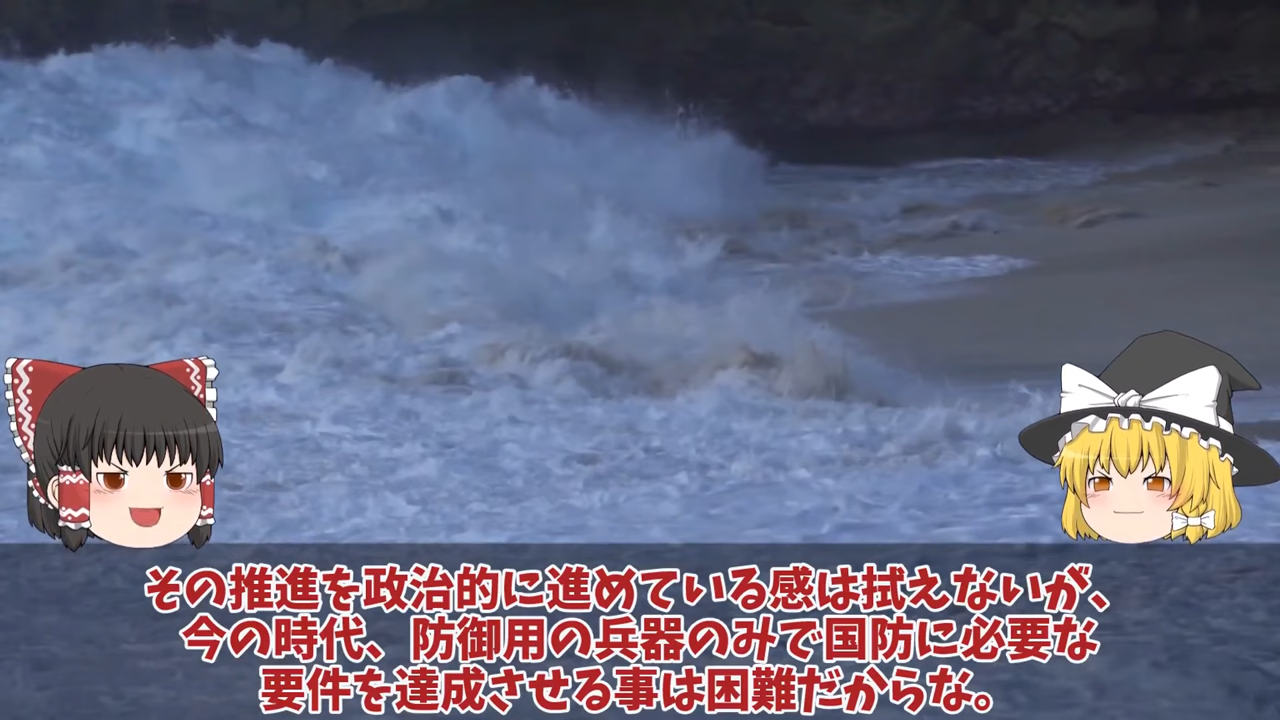 その推進を政治的に進めている感は拭えないが、
今の時代、防御用の兵器のみで国防に必要な
要件を達成させる事は困難だからな。